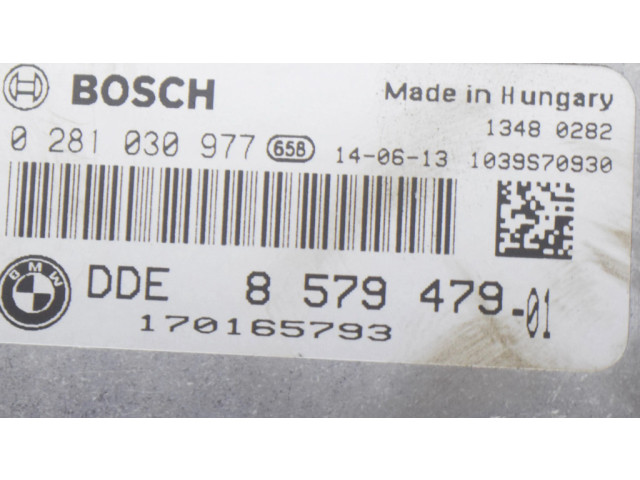 BOSCH Made in Hungary
1348 0282
0 281 030 977 658 14-06-13 1039S70930
BMW DDE 8 579 479-01
170165793